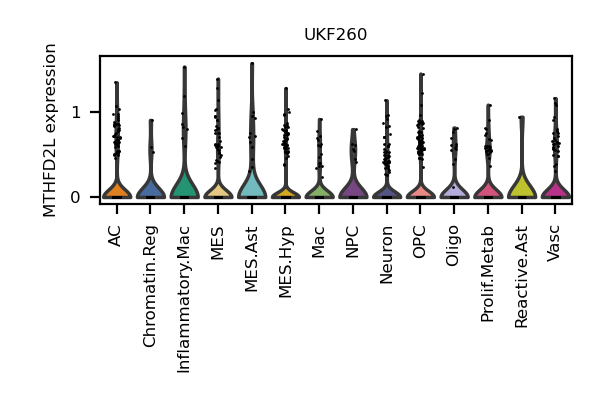 UKF260
MTHFD2L expression
1
0
AC
Chromatin.Reg
Inflammatory.Mac
MES
MES.Ast
MES.Hyp
Mac
NPC
Neuron
OPC
Oligo
Prolif.Metab
Reactive.Ast
Vasc